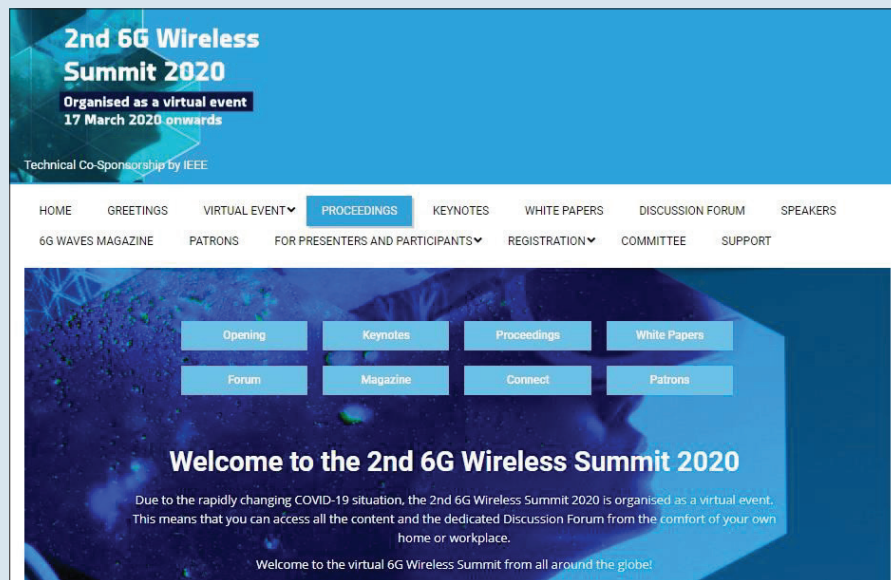 2nd 6G Wireless
Summit 2020
Organised as a virtual event
17 March 2020 onwards
Technical Co-Sponsorship by IEEE
HOME GREETINGS VIRTUAL EVENT PROCEEDINGS KEYNOTES WHITE PAPERS DISCUSSION FORUM SPEAKERS
6G WAVES MAGAZINE PATRONS FOR PRESENTERS AND PARTICIPANTS REGISTRATION COMMITTEE SUPPORT
Opening Keynotes Proceedings White Papers
Forum Magazine Connect Patrons
Welcome to the 2nd 6G Wireless Summit 2020
Due to the rapidly changing COVID-19 situation, the 2nd 6G Wireless Summit 2020 is organised as a virtual event.
This means that you can access all the content and the dedicated Discussion Forum from the comfort of your own
home or workplace.
Welcome to the virtual 6G Wireless Summit from all around the globe!